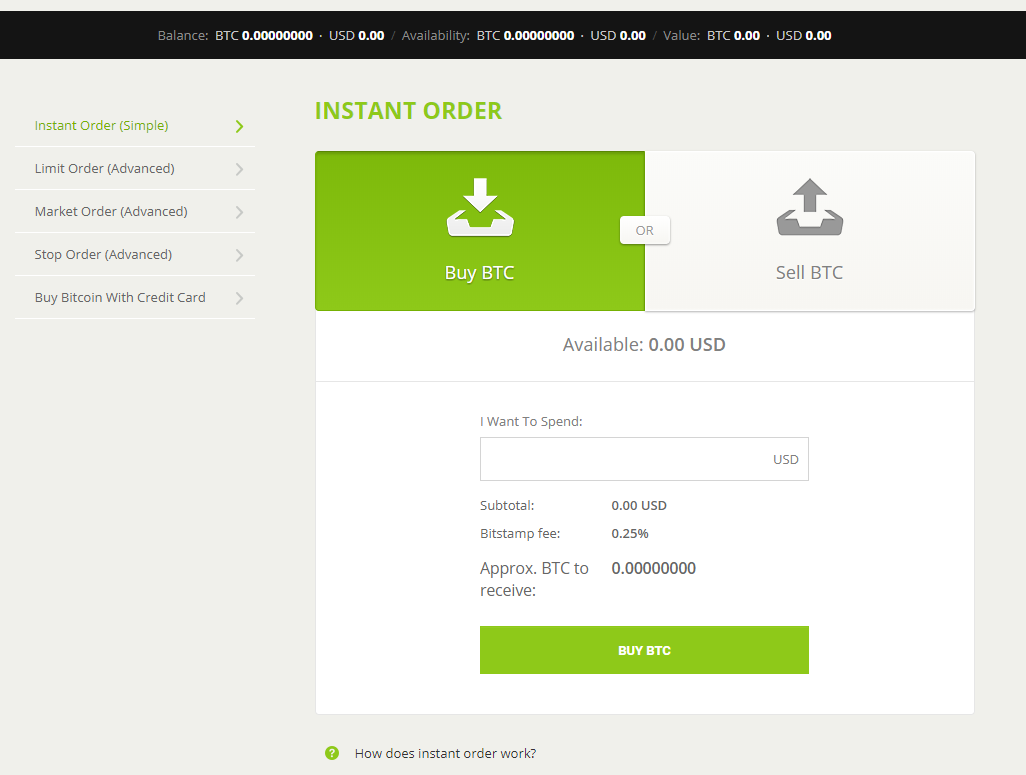 Balance: BTC 0.00000000 · USD 0.00 / Availability: BTC 0.00000000 · USD 0.00 / Value: BTC 0.00 · USD 0.00
Instant Order (Simple)
Limit Order (Advanced)
Market Order (Advanced)
Stop Order (Advanced)
Buy Bitcoin With Credit Card
INSTANT ORDER
Buy BTC
OR
Sell BTC
Available: 0.00 USD
I Want To Spend:
USD
Subtotal: 0.00 USD
Bitstamp fee: 0.25%
Approx. BTC to 0.00000000
receive:
BUY BTC
? How does instant order work?